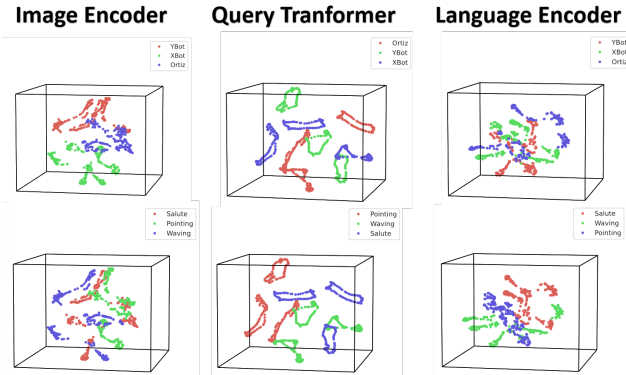 Image Encoder
Query Tranformer
Language Encoder
YBot
XBot
Ortiz
Ortiz
YBot
XBot
YBot
XBot
Ortiz
Salute
Pointing
Waving
Pointing
Waving
Salute
Salute
Waving
Pointing